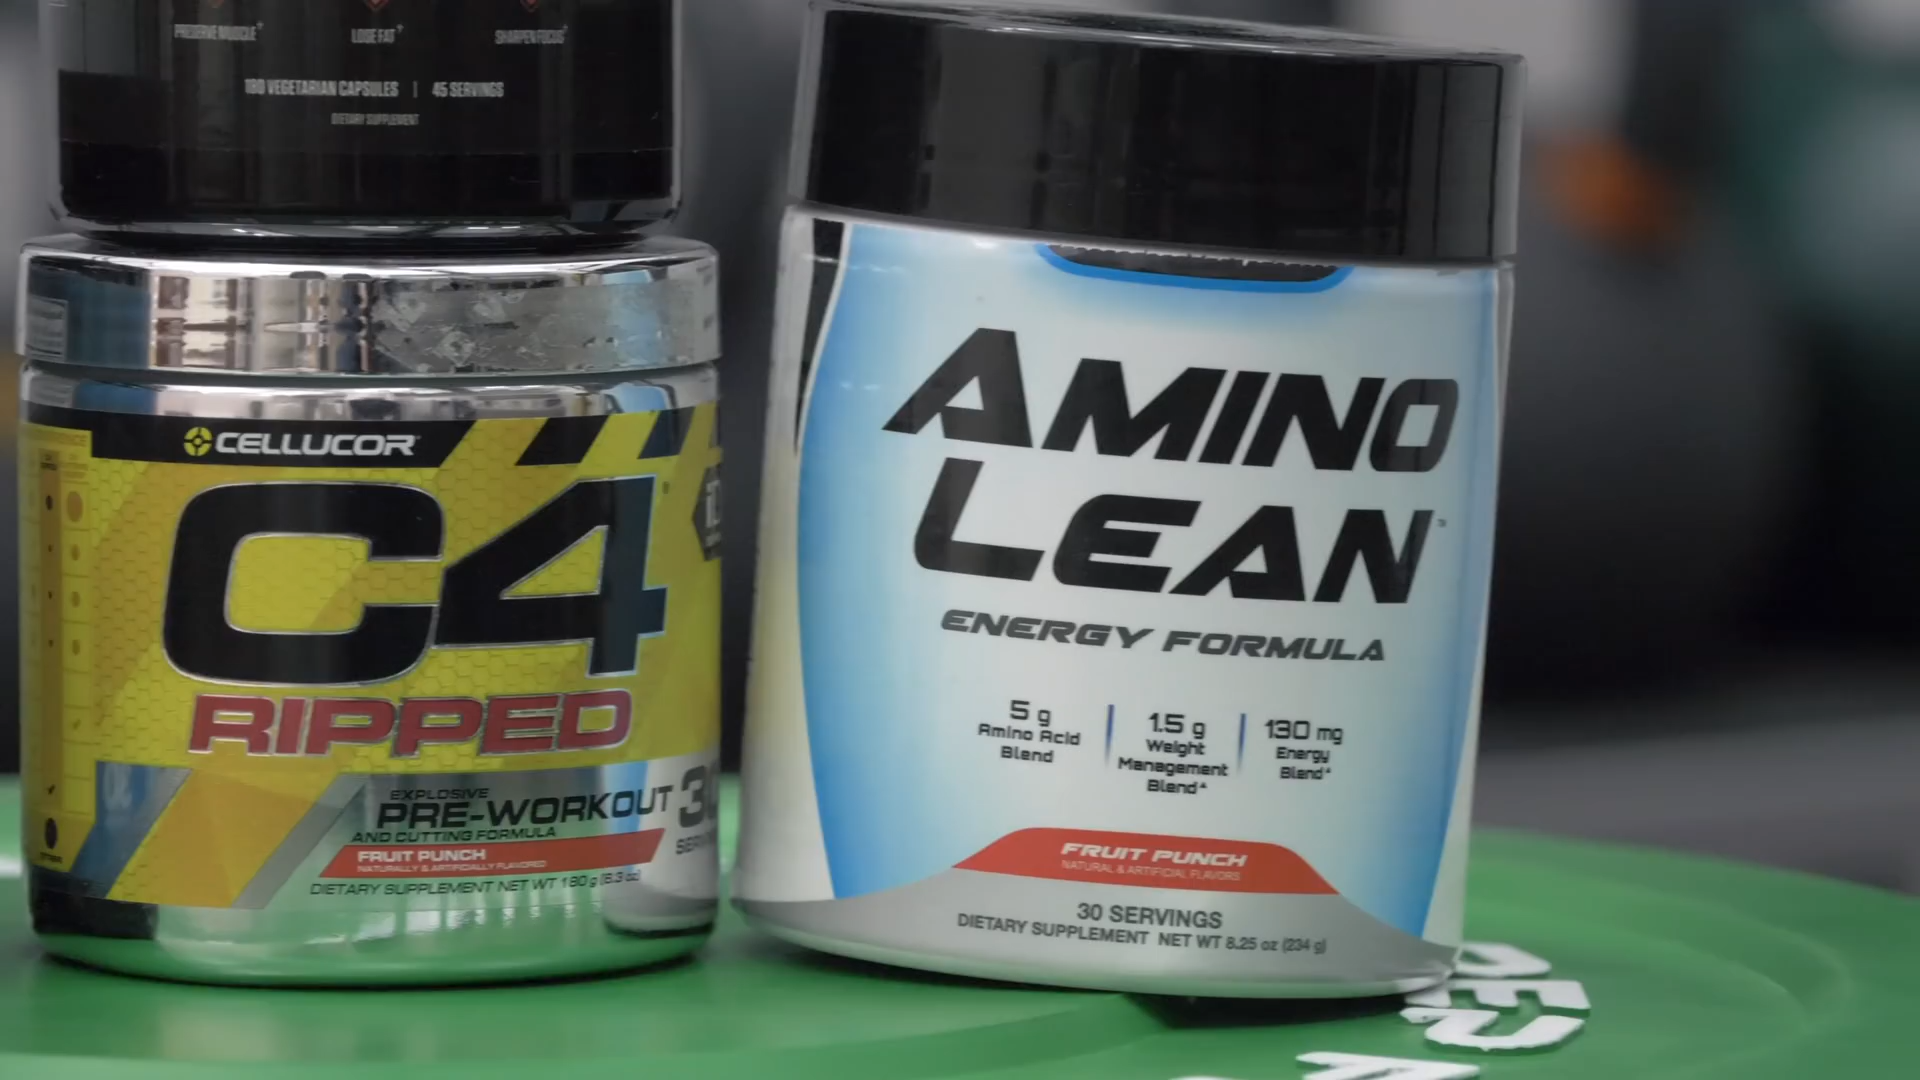 PRESERVE MUSCLE+
LOSE FAT+
SHARPEN FOCUS+
180 VEGETARIAN CAPSULES | 45 SERVINGS
DIETARY SUPPLEMENT
CELLUCOR
C4
RIPPED
EXPLOSIVE
PRE-WORKOUT
AND CUTTING FORMULA
FRUIT PUNCH
NATURALLY & ARTIFICIALLY FLAVORED
DIETARY SUPPLEMENT NET WT 180 g (6.3 oz)
AMINO
LEAN™
ENERGY FORMULA
5 g
Amino Acid
Blend
1.5 g
Weight
Management
Blend▲
130 mg
Energy
Blend▲
FRUIT PUNCH
NATURAL & ARTIFICIAL FLAVORS
30 SERVINGS
DIETARY SUPPLEMENT NET WT 8.25 oz (234 g)